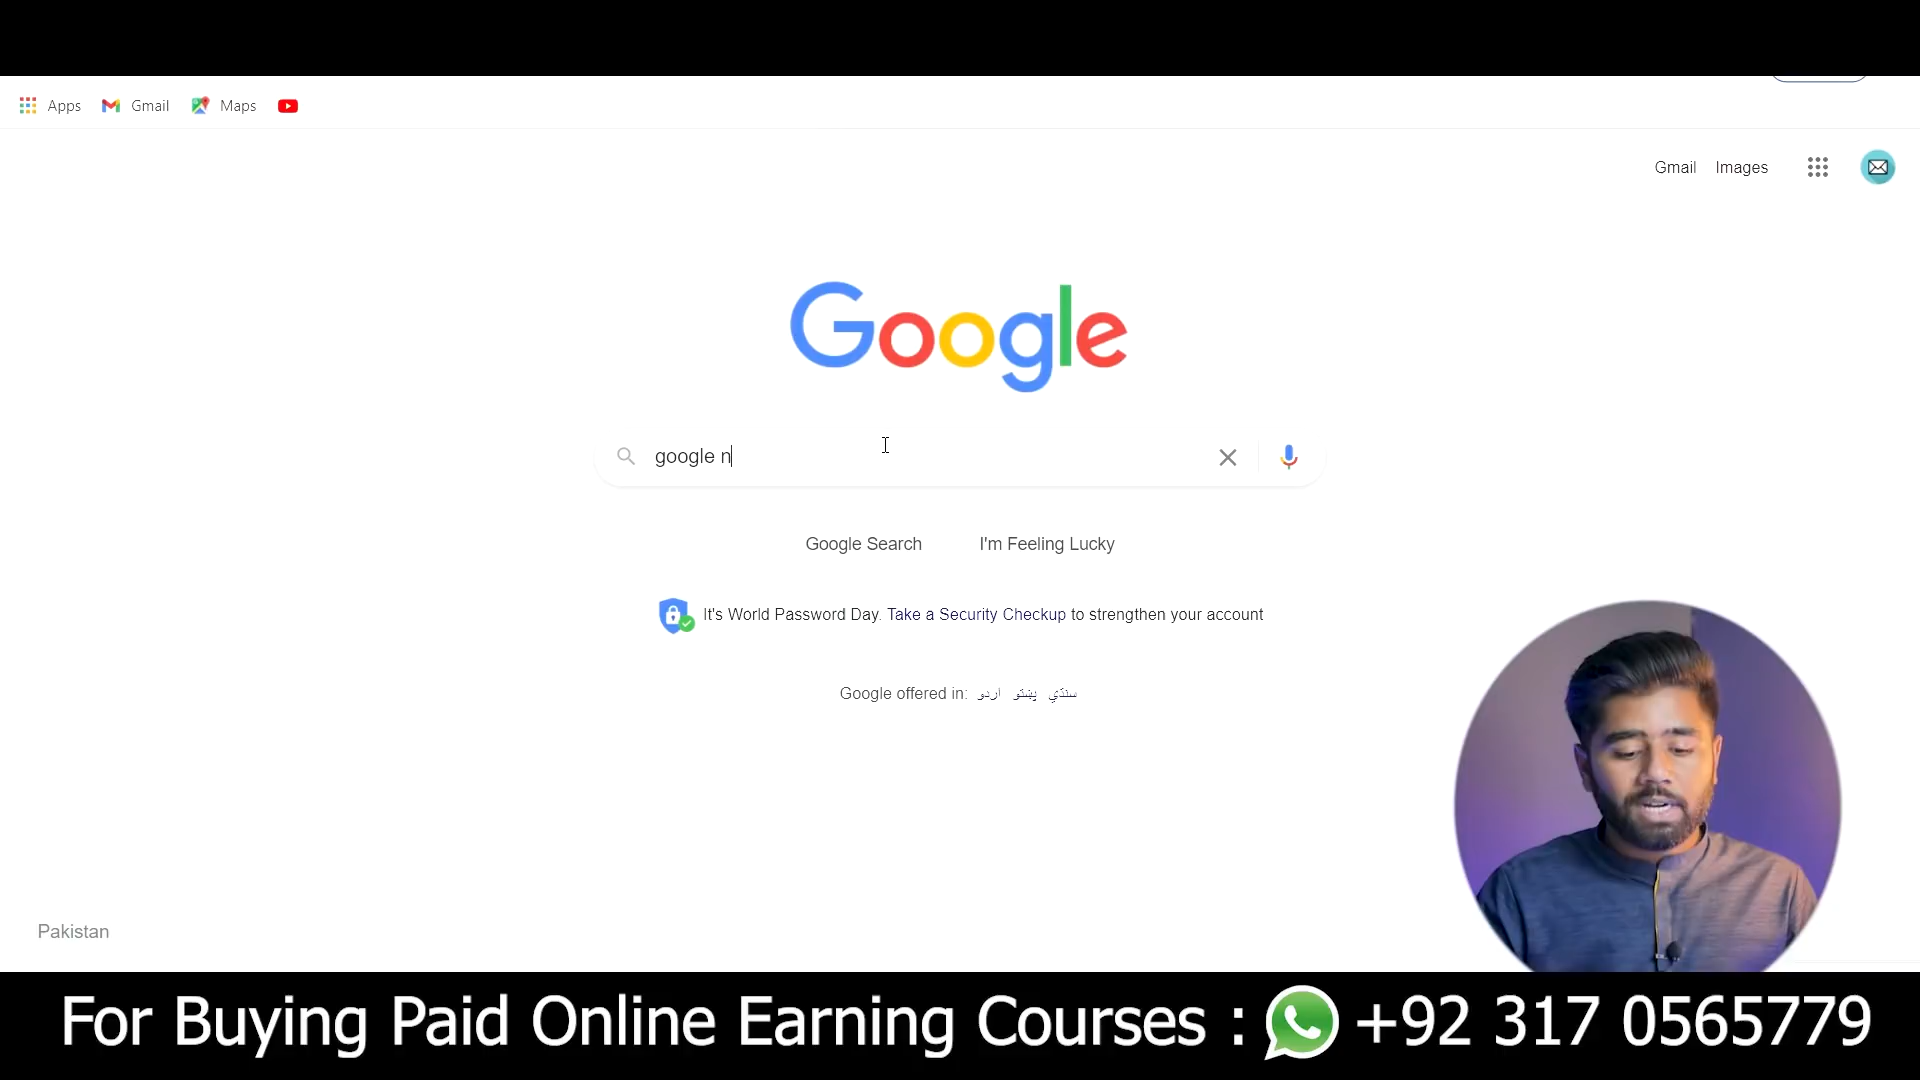 Apps Gmail Maps
Gmail Images
Google
google n
Google Search I'm Feeling Lucky
It's World Password Day. Take a Security Checkup to strengthen your account
Google offered in: اردو پښتو سنڌي
Pakistan
For Buying Paid Online Earning Courses : +92 317 0565779